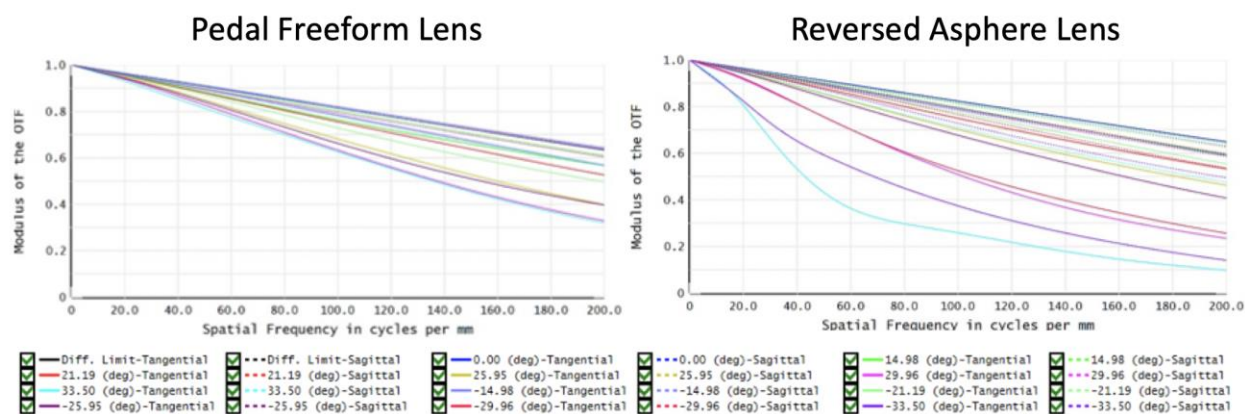 Pedal Freeform Lens
Reversed Asphere Lens
Modulus of the OTF
1.0
0.8
0.6
0.4
0.2
0
0 20.0 40.0 60.0 80.0 100.0 120.0 140.0 160.0 180.0 200.0
Spatial Frequency in cycles per mm
Modulus of the OTF
1.0
0.8
0.6
0.4
0.2
0
0 20.0 40.0 60.0 80.0 100.0 120.0 140.0 160.0 180.0 200.0
Spatial Frequency in cycles per mm
Diff. Limit-Tangential Diff. Limit-Sagittal 0.00 (deg)-Tangential 0.00 (deg)-Sagittal 14.98 (deg)-Tangential 14.98 (deg)-Sagittal
21.19 (deg)-Tangential 21.19 (deg)-Sagittal 25.95 (deg)-Tangential 25.95 (deg)-Sagittal 29.96 (deg)-Tangential 29.96 (deg)-Sagittal
33.50 (deg)-Tangential 33.50 (deg)-Sagittal -14.98 (deg)-Tangential -14.98 (deg)-Sagittal -21.19 (deg)-Tangential -21.19 (deg)-Sagittal
-25.95 (deg)-Tangential -25.95 (deg)-Sagittal -29.96 (deg)-Tangential -29.96 (deg)-Sagittal -33.50 (deg)-Tangential -33.50 (deg)-Sagittal